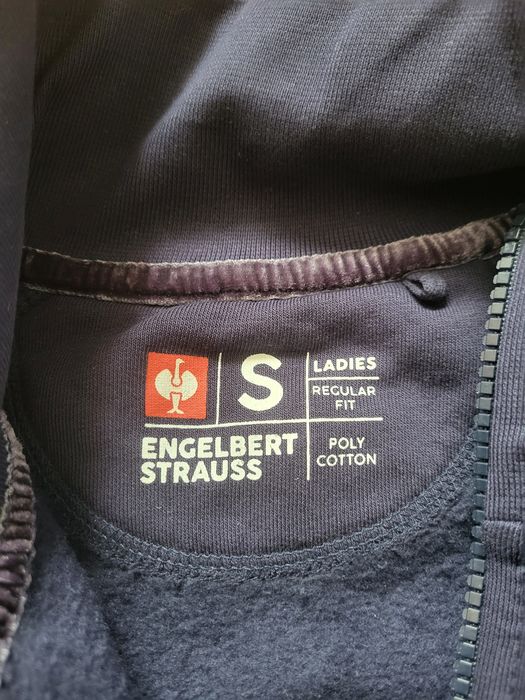 S
LADIES
REGULAR
FIT
ENGELBERT
STRAUSS
POLY
COTTON